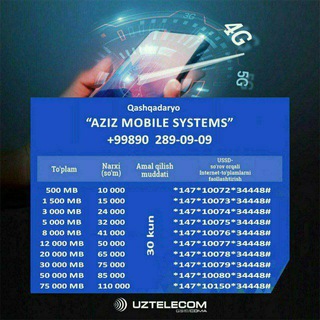 4G
5G
Qashqadaryo
“AZIZ MOBILE SYSTEMS”
+99890 289-09-09
To'plam Narxi (so'm) Amal qilish muddati USSD-so'rov orqali Internet-to'plamlarni faollashtirish
500 MB 10 000 *147*10072*34448#
1 500 MB 15 000 *147*10073*34448#
3 000 MB 24 000 *147*10074*34448#
5 000 MB 32 000 *147*10075*34448#
8 000 MB 41 000 *147*10076*34448#
12 000 MB 50 000 *147*10077*34448#
20 000 MB 65 000 *147*10078*34448#
30 000 MB 75 000 *147*10079*34448#
50 000 MB 85 000 *147*10080*34448#
75 000 MB 110 000 *147*10150*34448#
30 kun
UZTELECOM
GSM/CDMA